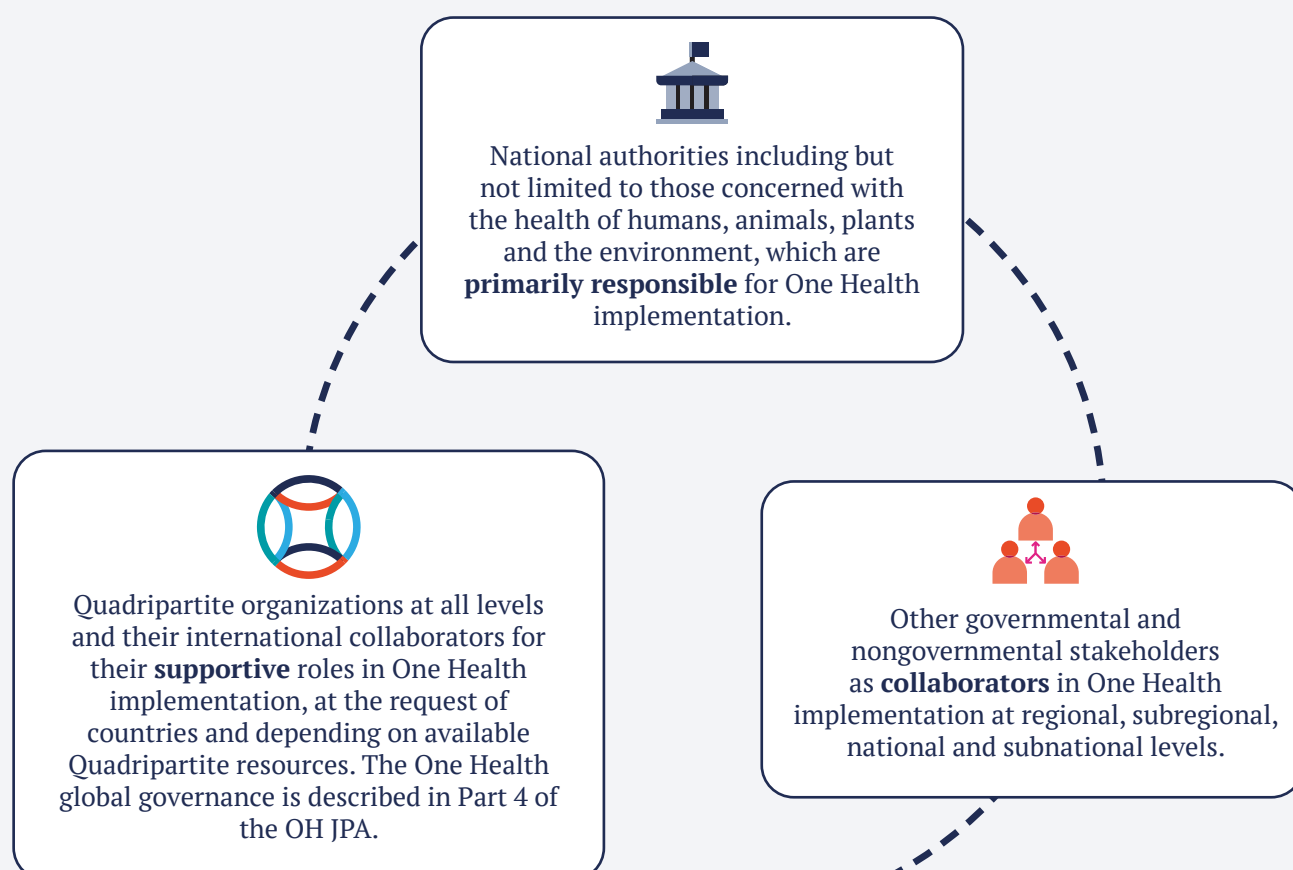 National authorities including but
not limited to those concerned with
the health of humans, animals, plants
and the environment, which are
primarily responsible for One Health
implementation.
Quadripartite organizations at all levels
and their international collaborators for
their supportive roles in One Health
implementation, at the request of
countries and depending on available
Quadripartite resources. The One Health
global governance is described in Part 4 of
the OH JPA.
Other governmental and
nongovernmental stakeholders
as collaborators in One Health
implementation at regional, subregional,
national and subnational levels.